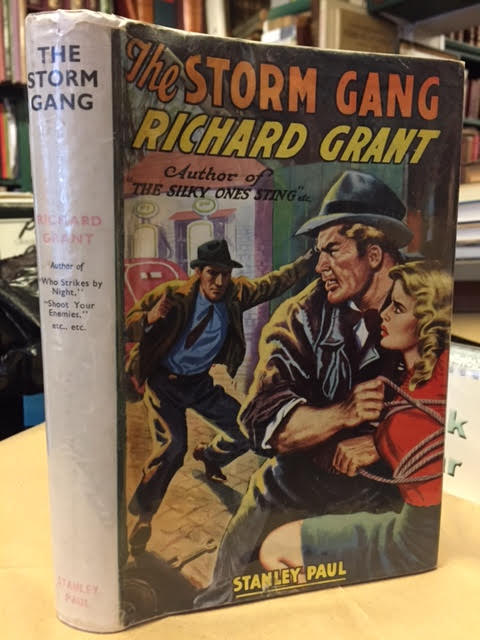 THE
STORM
GANG
RICHARD
GRANT
Author of
"Who Strikes by
Night,"
"Shoot Your
Enemies,"
etc., etc.
STANLEY
PAUL
The STORM GANG
RICHARD GRANT
Author of
"THE SILKY ONES STING" etc.
STANLEY PAUL